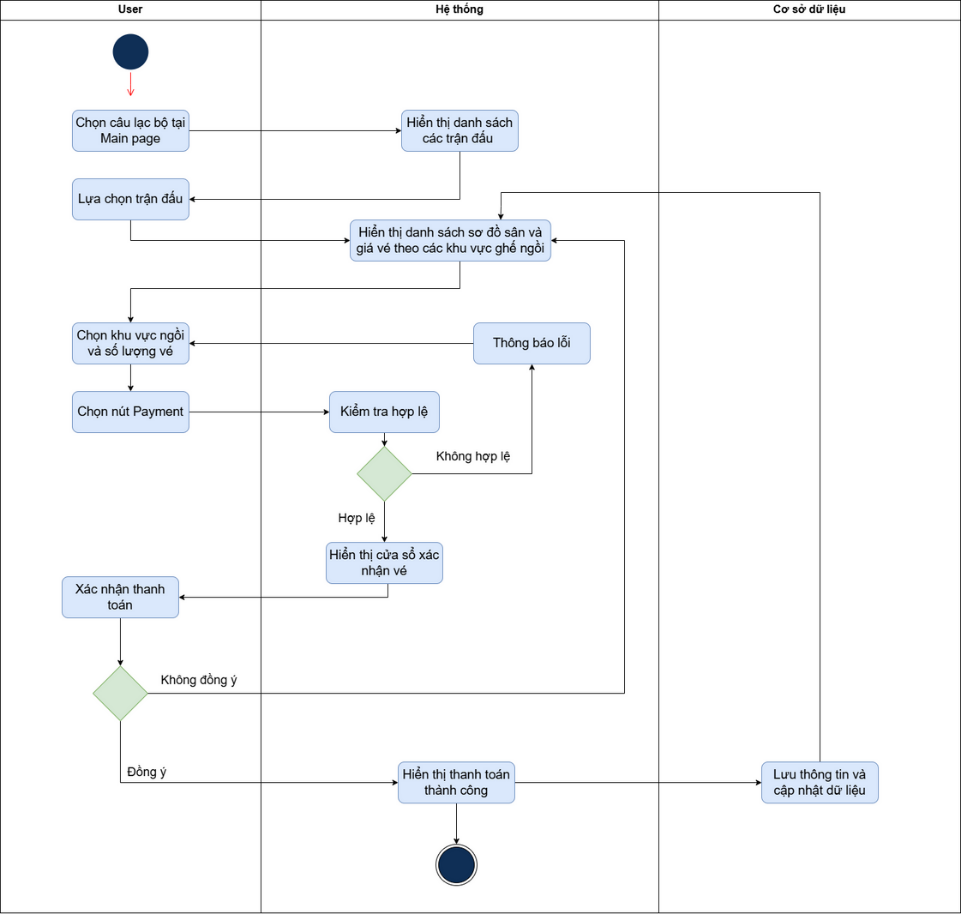 User
Hệ thống
Cơ sở dữ liệu
Chọn câu lạc bộ tại
Main page
Hiển thị danh sách
các trận đấu
Lựa chọn trận đấu
Hiển thị danh sách sơ đồ sân và
giá vé theo các khu vực ghế ngồi
Chọn khu vực ngồi
và số lượng vé
Thông báo lỗi
Chọn nút Payment
Kiểm tra hợp lệ
Không hợp lệ
Hợp lệ
Hiển thị cửa sổ xác
nhận vé
Xác nhận thanh
toán
Không đồng ý
Đồng ý
Hiển thị thanh toán
thành công
Lưu thông tin và
cập nhật dữ liệu